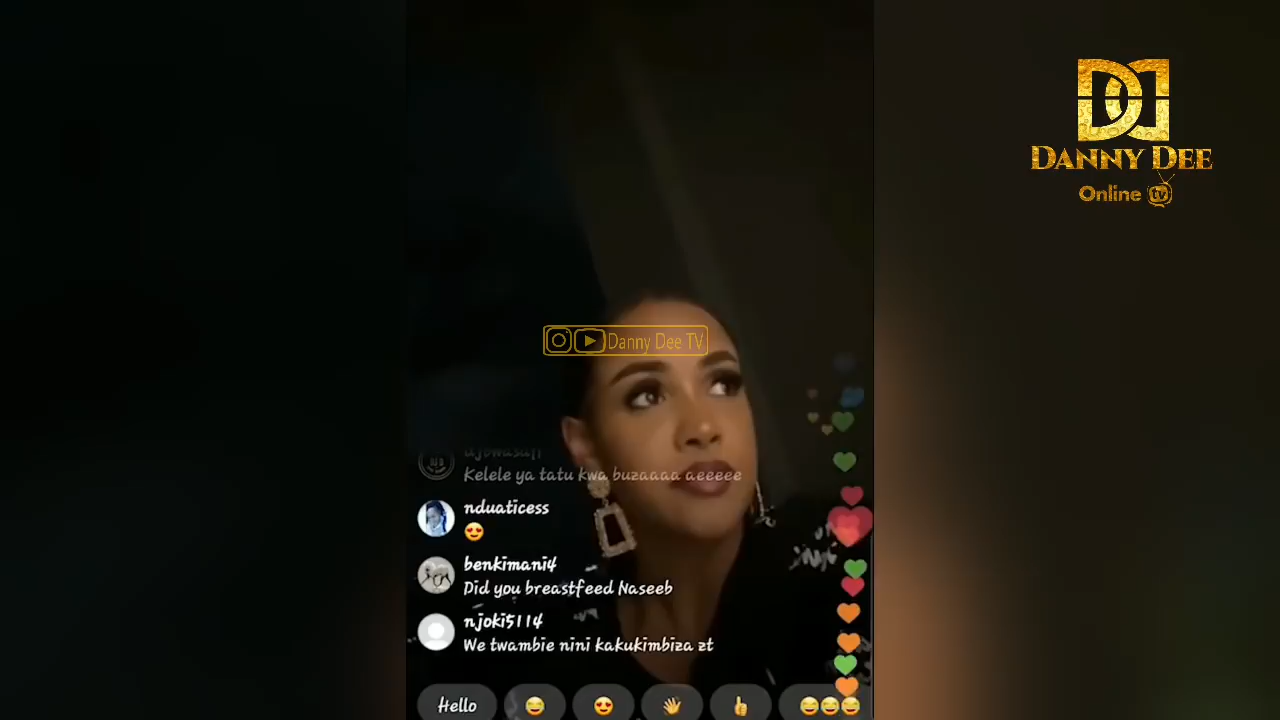 DANNY DEE
Online tv
Danny Dee TV
Kelele ya tatu kwa buzaaaa aeeeee
nduaticess
😍
benkimani4
Did you breastfeed Naseeb
njoki5114
We twambie nini kakukimbiza zt
Hello 😂 😍 👋 👍 😂😂😂